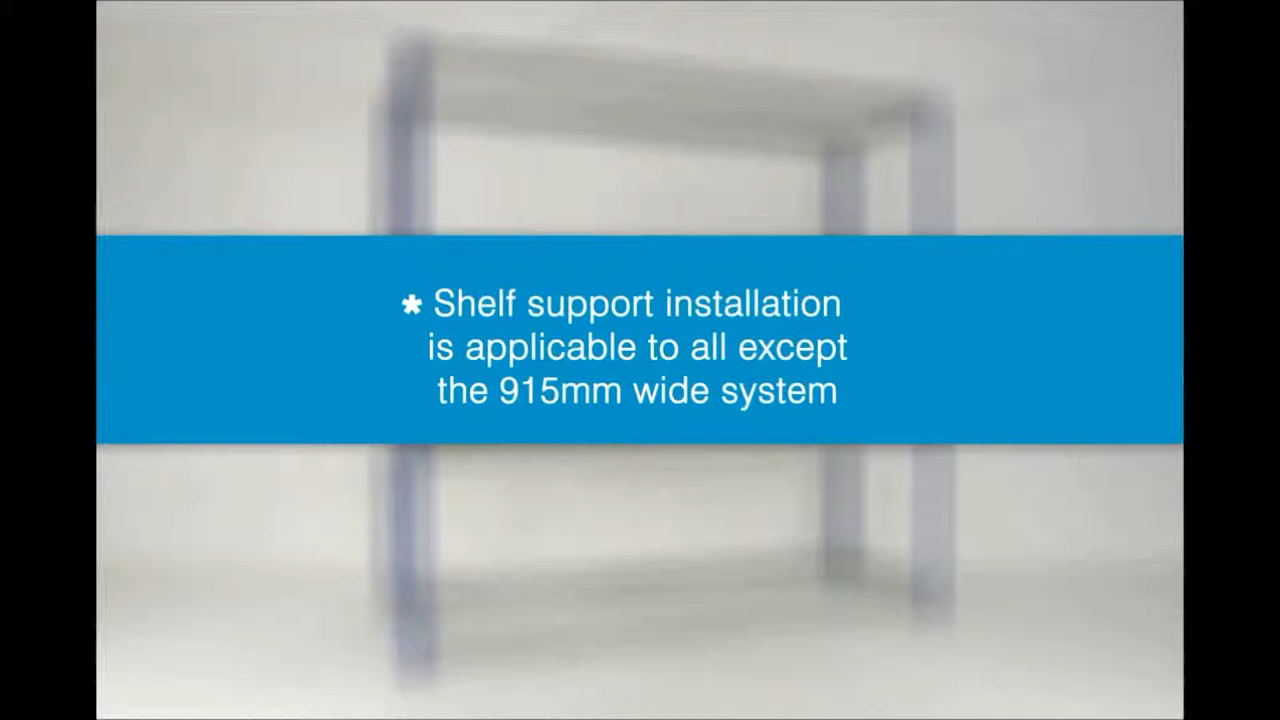 * Shelf support installation
is applicable to all except
the 915mm wide system